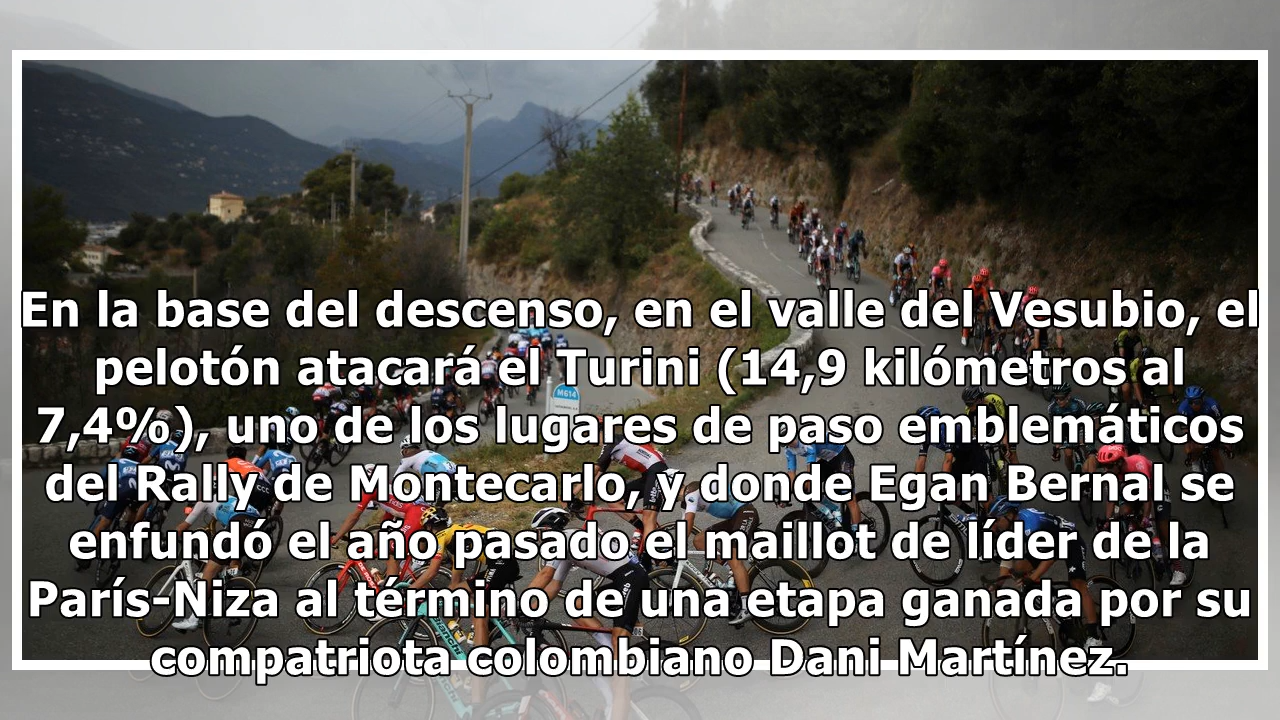 En la base del descenso, en el valle del Vesubio, el
pelotón atacará el Turini (14,9 kilómetros al
7,4%), uno de los lugares de paso emblemáticos
del Rally de Montecarlo, y donde Egan Bernal se
enfundó el año pasado el maillot de líder de la
París-Niza al término de una etapa ganada por su
compatriota colombiano Dani Martínez.
M614
Bianchi